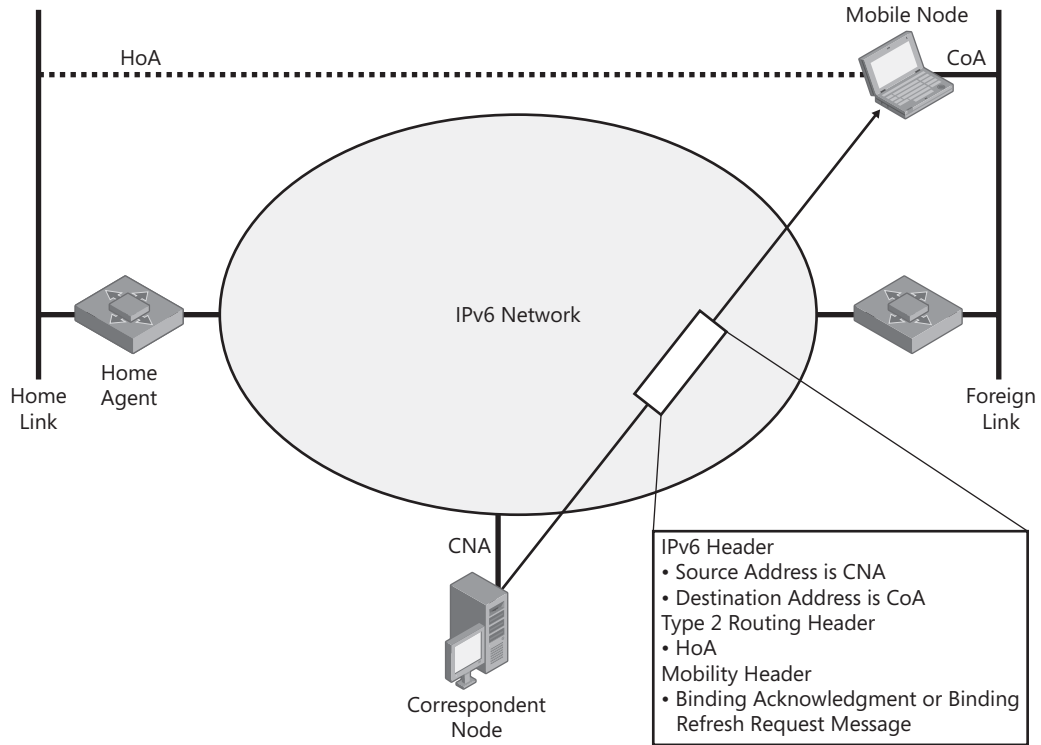 Mobile Node
HoA
CoA
IPv6 Network
Home
Agent
Home
Link
Foreign
Link
CNA
Correspondent
Node
IPv6 Header
• Source Address is CNA
• Destination Address is CoA
Type 2 Routing Header
• HoA
Mobility Header
• Binding Acknowledgment or Binding
Refresh Request Message